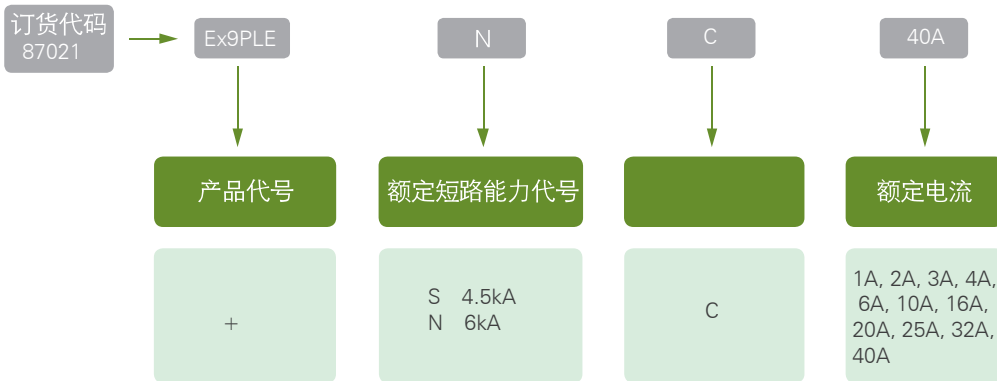 订货代码
87021
Ex9PLE
N
C
40A
产品代号
额定短路能力代号
额定电流
+
S 4.5kA
N 6kA
C
1A, 2A, 3A, 4A,
6A, 10A, 16A,
20A, 25A, 32A,
40A